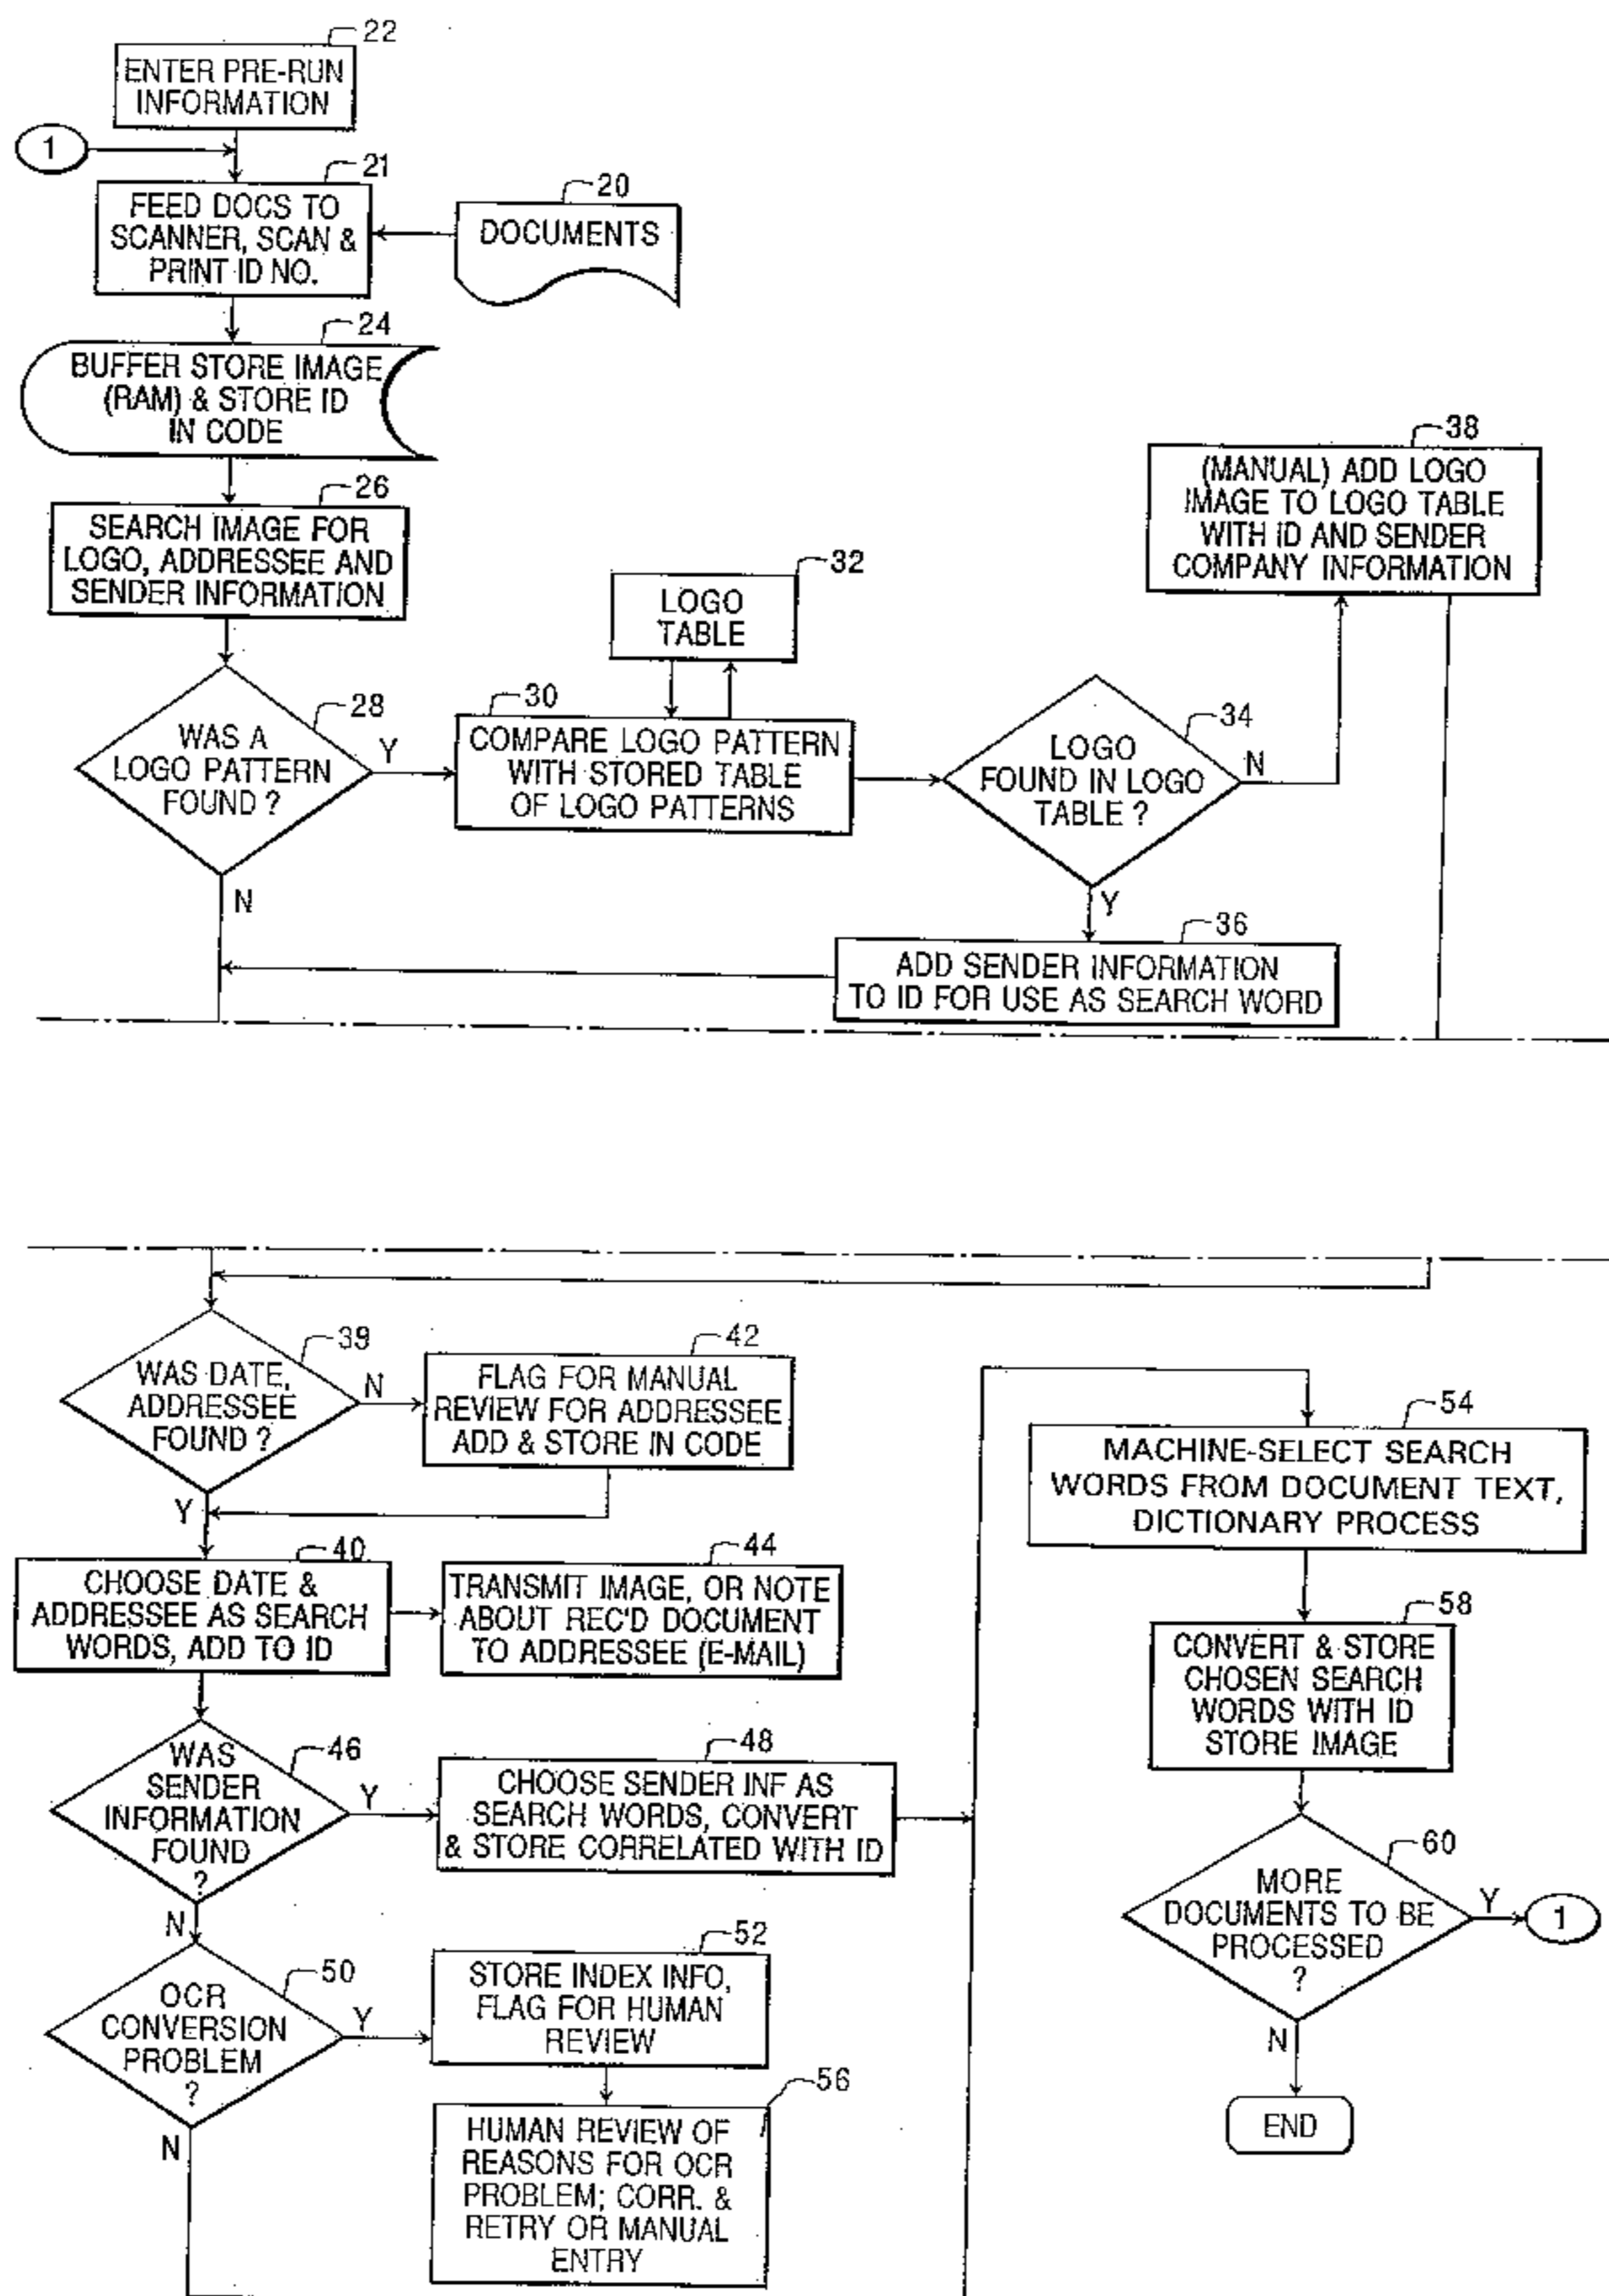 22
ENTER PRE-RUN
INFORMATION
1
21
FEED DOCS TO
SCANNER, SCAN &
PRINT ID NO.
20
DOCUMENTS
24
BUFFER STORE IMAGE
(RAM) & STORE ID
IN CODE
26
SEARCH IMAGE FOR
LOGO, ADDRESSEE AND
SENDER INFORMATION
28
WAS A
LOGO PATTERN
FOUND ?
Y
N
30
COMPARE LOGO PATTERN
WITH STORED TABLE
OF LOGO PATTERNS
32
LOGO
TABLE
34
LOGO
FOUND IN LOGO
TABLE ?
N
Y
38
(MANUAL) ADD LOGO
IMAGE TO LOGO TABLE
WITH ID AND SENDER
COMPANY INFORMATION
36
ADD SENDER INFORMATION
TO ID FOR USE AS SEARCH WORD
39
WAS DATE,
ADDRESSEE
FOUND ?
N
Y
42
FLAG FOR MANUAL
REVIEW FOR ADDRESSEE
ADD & STORE IN CODE
40
CHOOSE DATE &
ADDRESSEE AS SEARCH
WORDS, ADD TO ID
44
TRANSMIT IMAGE, OR NOTE
ABOUT REC'D DOCUMENT
TO ADDRESSEE (E-MAIL)
46
WAS
SENDER
INFORMATION
FOUND
?
Y
N
48
CHOOSE SENDER INF AS
SEARCH WORDS, CONVERT
& STORE CORRELATED WITH ID
50
OCR
CONVERSION
PROBLEM
?
Y
N
52
STORE INDEX INFO,
FLAG FOR HUMAN
REVIEW
56
HUMAN REVIEW OF
REASONS FOR OCR
PROBLEM; CORR. &
RETRY OR MANUAL
ENTRY
54
MACHINE-SELECT SEARCH
WORDS FROM DOCUMENT TEXT,
DICTIONARY PROCESS
58
CONVERT & STORE
CHOSEN SEARCH
WORDS WITH ID
STORE IMAGE
60
MORE
DOCUMENTS TO BE
PROCESSED
?
Y
1
N
END